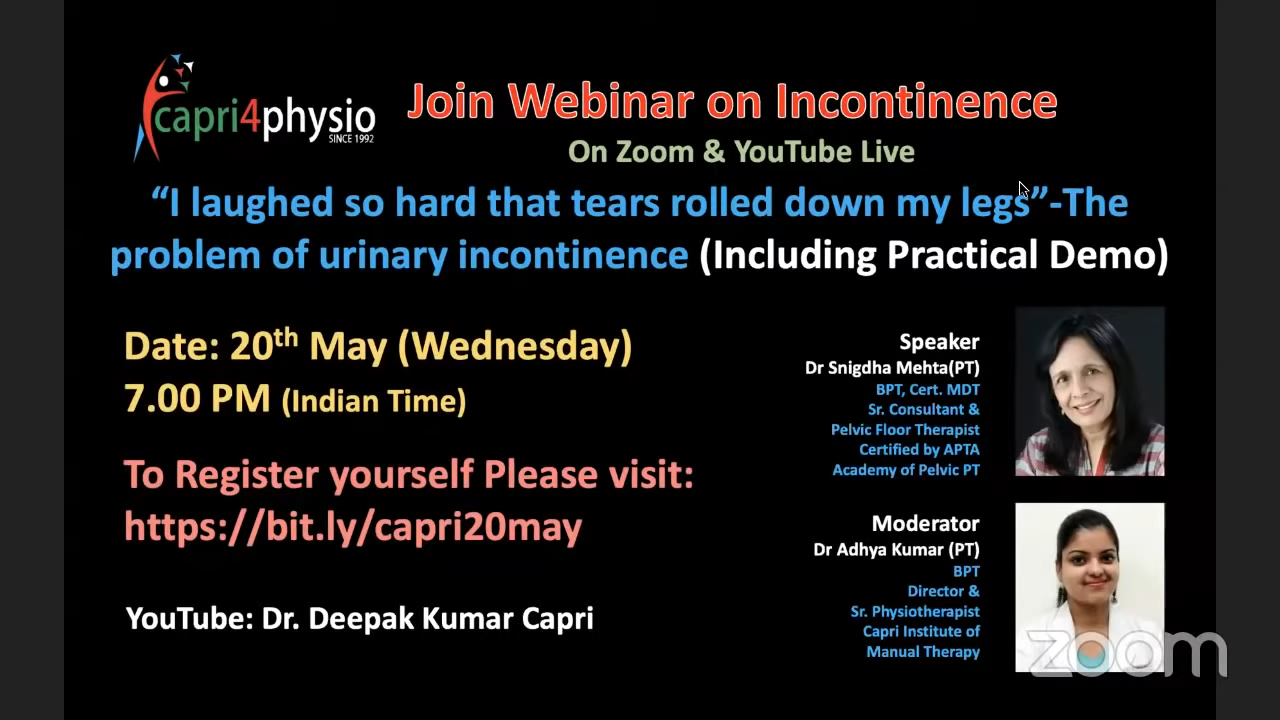 capri4physio
SINCE 1992
Join Webinar on Incontinence
On Zoom & YouTube Live
“I laughed so hard that tears rolled down my legs”-The
problem of urinary incontinence (Including Practical Demo)
Date: 20th May (Wednesday)
7.00 PM (Indian Time)
To Register yourself Please visit:
https://bit.ly/capri20may
YouTube: Dr. Deepak Kumar Capri
Speaker
Dr Snigdha Mehta(PT)
BPT, Cert. MDT
Sr. Consultant &
Pelvic Floor Therapist
Certified by APTA
Academy of Pelvic PT
Moderator
Dr Adhya Kumar (PT)
BPT
Director &
Sr. Physiotherapist
Capri Institute of
Manual Therapy
zoom